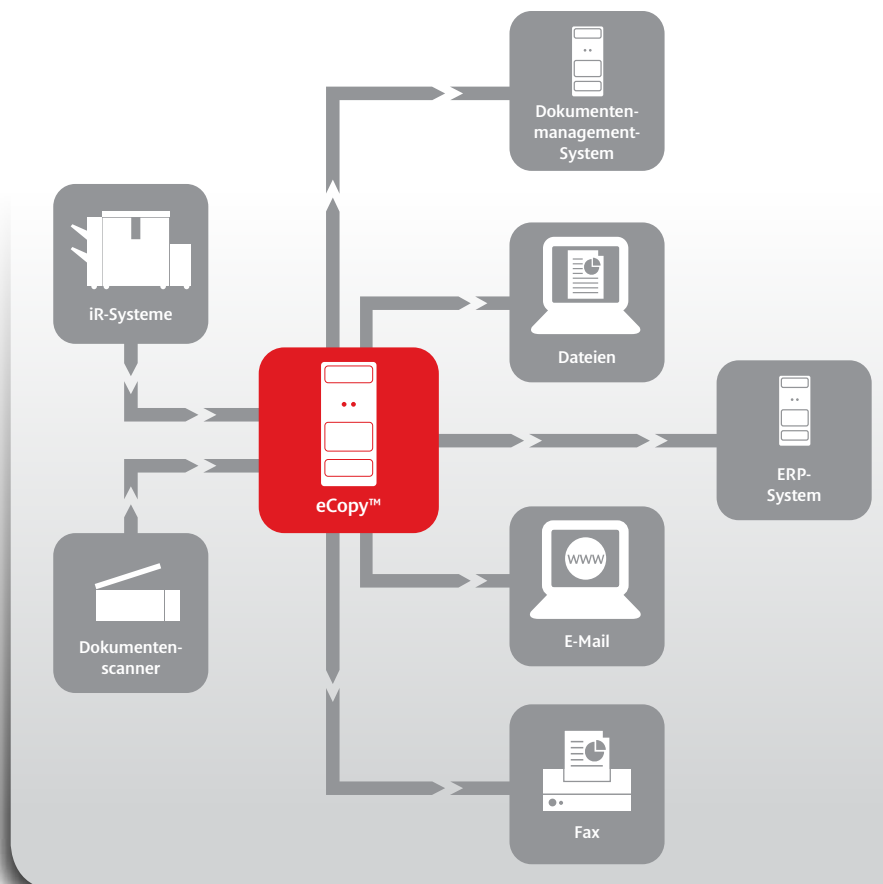 Dokumenten-
management-
System
iR-Systeme
Dateien
eCopy™
ERP-
System
WWW
E-Mail
Dokumenten-
scanner
Fax